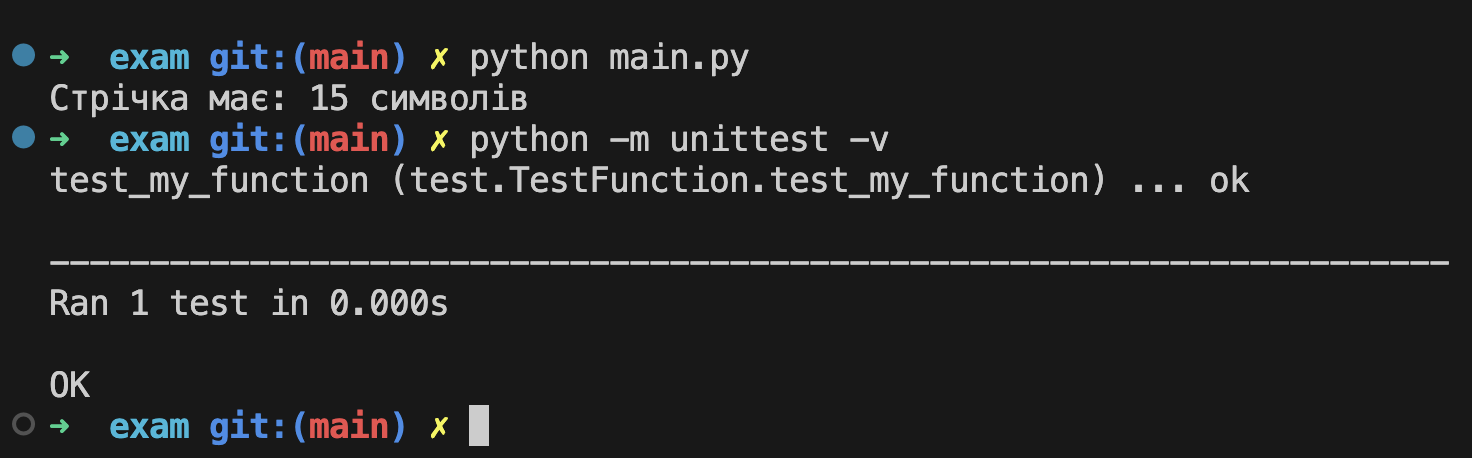 ➜  exam git:(main) ✗ python main.py
Стрічка має: 15 символів
➜  exam git:(main) ✗ python -m unittest -v
test_my_function (test.TestFunction.test_my_function) ... ok
----------------------------------------------------------------------
Ran 1 test in 0.000s
OK
➜  exam git:(main) ✗